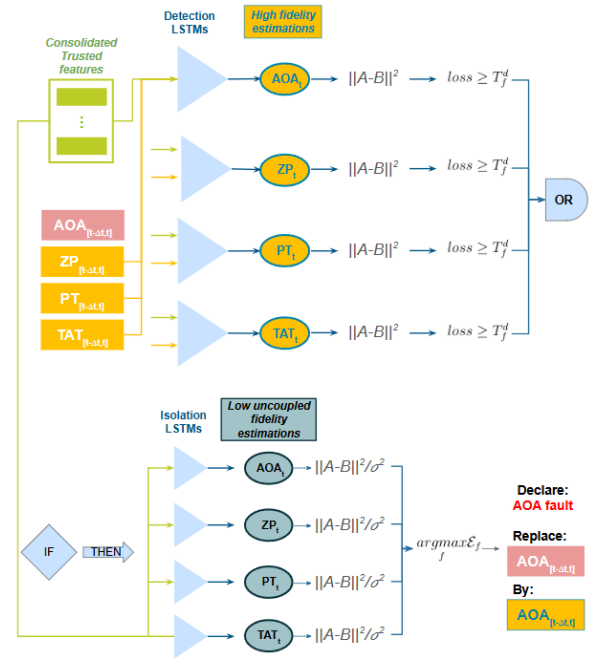 Detection
LSTMs
High fidelity
estimations
Consolidated
Trusted
features
AOA_t
||A-B||^2
loss ≥ T_f^d
ZP_t
||A-B||^2
loss ≥ T_f^d
OR
AOA_[t-Δt,t]
ZP_[t-Δt,t]
PT_t
||A-B||^2
loss ≥ T_f^d
PT_[t-Δt,t]
TAT_[t-Δt,t]
TAT_t
||A-B||^2
loss ≥ T_f^d
Isolation
LSTMs
Low uncoupled
fidelity
estimations
AOA_t
||A-B||^2/σ^2
ZP_t
||A-B||^2/σ^2
IF
THEN
argmax ℰ_f
f
PT_t
||A-B||^2/σ^2
TAT_t
||A-B||^2/σ^2
Declare:
AOA fault
Replace:
AOA_[t-Δt,t]
By:
AOA_[t-Δt,t]